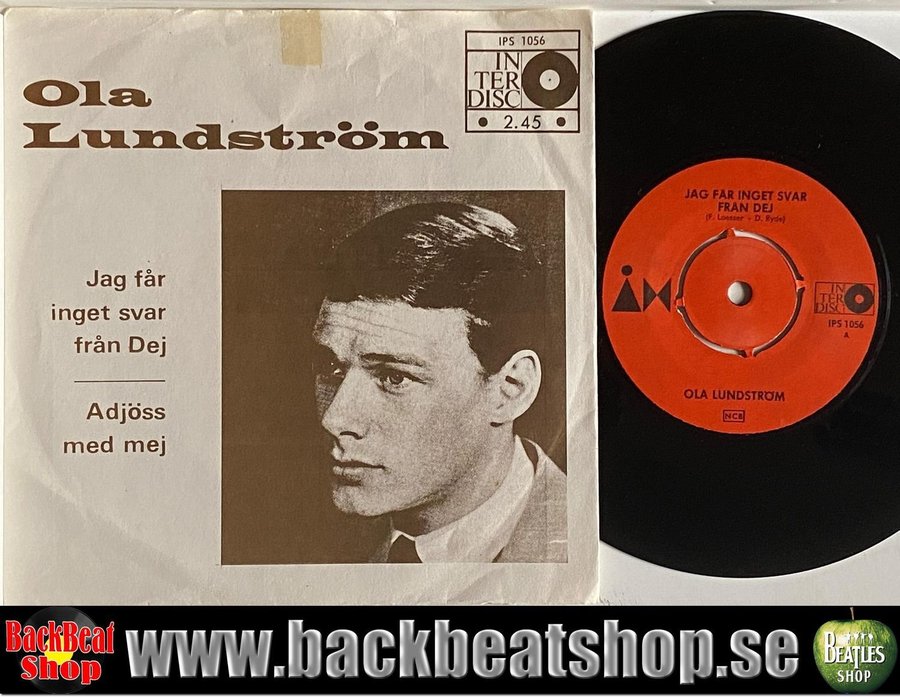 Ola
Lundström
IPS 1056
IN
TER
DISC
• 2.45 •
Jag får
inget svar
från Dej
Adjöss
med mej
JAG FÅR INGET SVAR
FRÅN DEJ
(F. Loesser - D. Ryde)
ÅM
IN
TER
DISC
IPS 1056
A
OLA LUNDSTRÖM
NCB
BackBeat
Shop
www.backbeatshop.se
BEATLES
SHOP